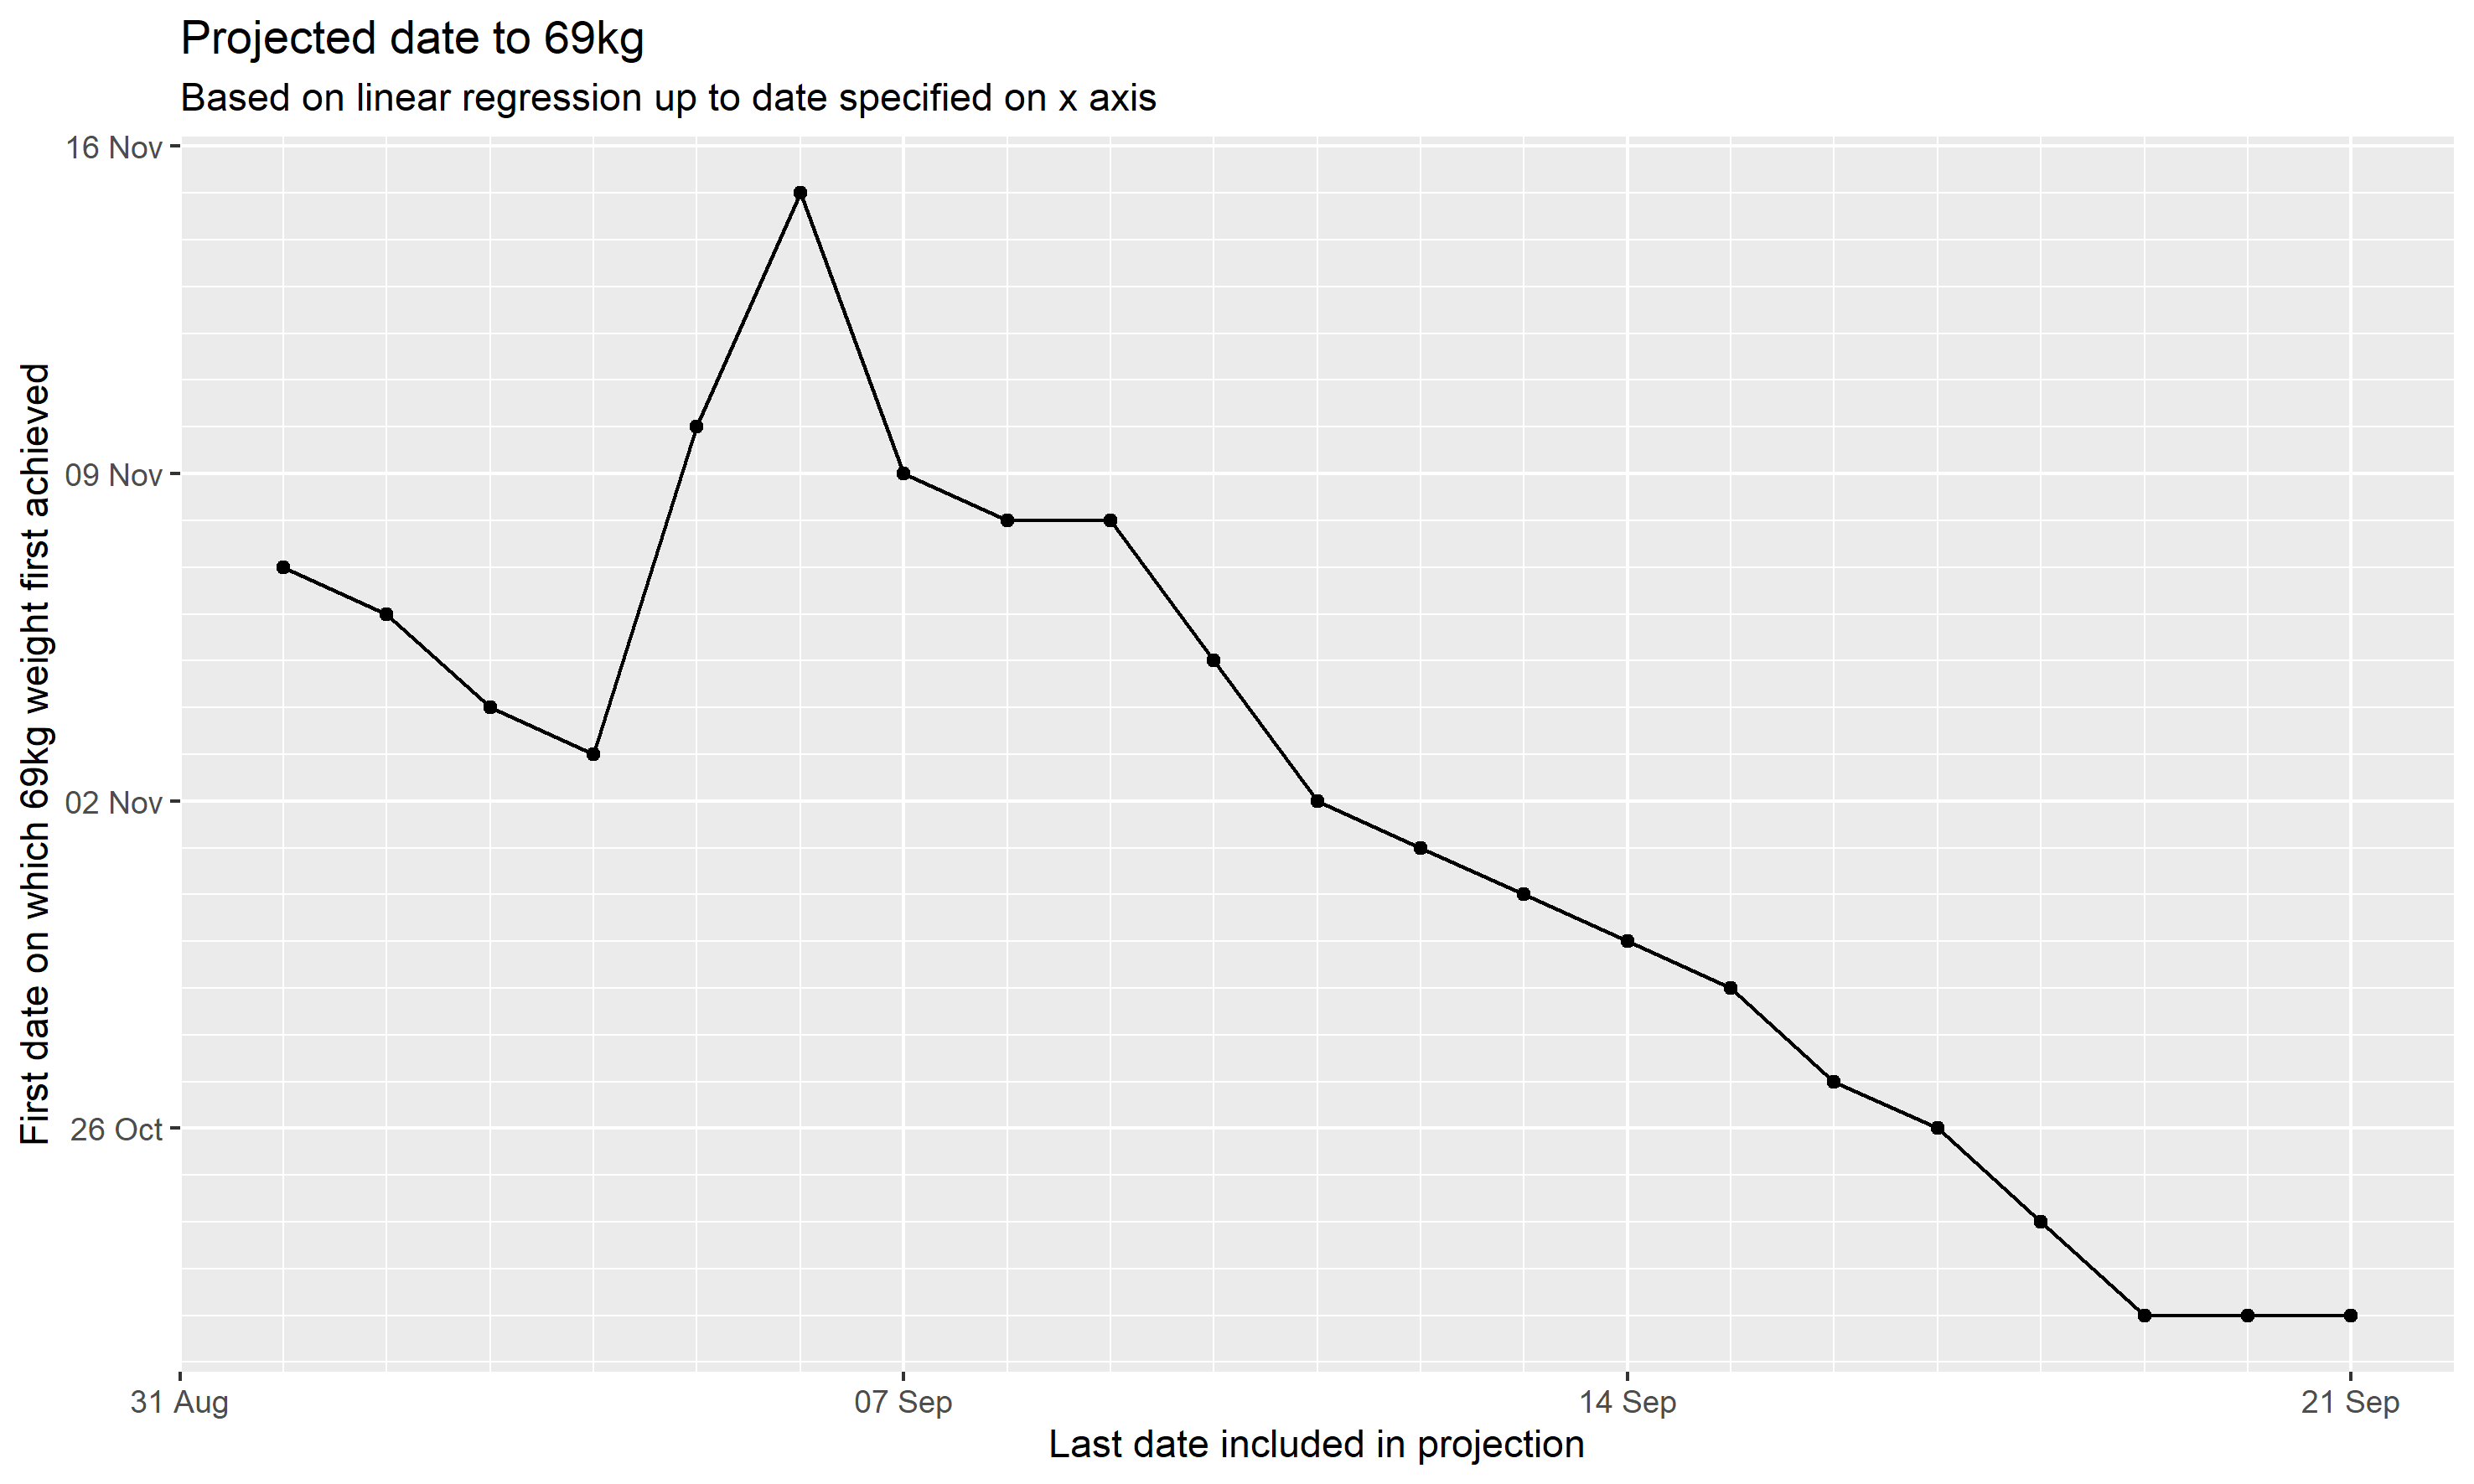 Projected date to 69kg
Based on linear regression up to date specified on x axis
First date on which 69kg weight first achieved
16 Nov
09 Nov
02 Nov
26 Oct
31 Aug
07 Sep
14 Sep
21 Sep
Last date included in projection